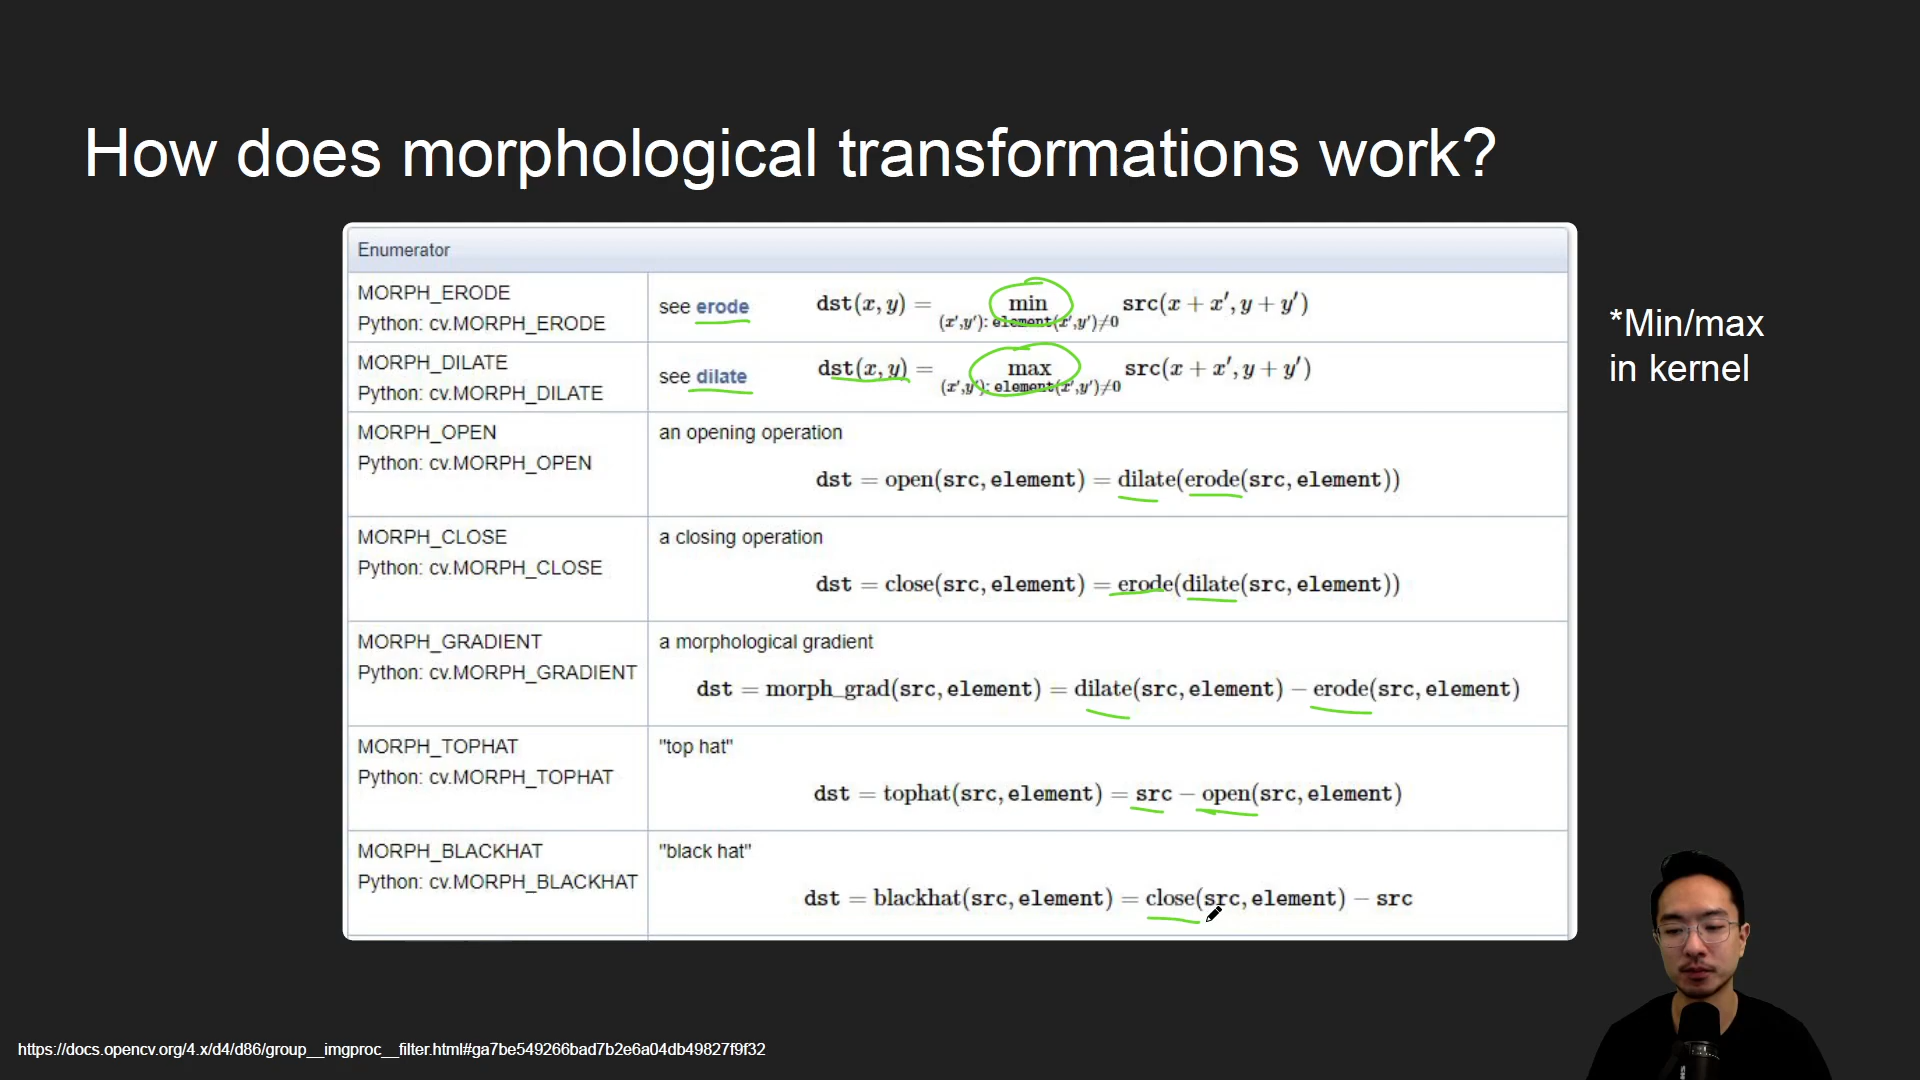 How does morphological transformations work?
Enumerator
MORPH_ERODE
Python: cv.MORPH_ERODE
see erode
dst(x, y) = min src(x + x′, y + y′)
(x′,y′): element(x′,y′)≠0
MORPH_DILATE
Python: cv.MORPH_DILATE
see dilate
dst(x, y) = max src(x + x′, y + y′)
(x′,y′): element(x′,y′)≠0
MORPH_OPEN
Python: cv.MORPH_OPEN
an opening operation
dst = open(src, element) = dilate(erode(src, element))
MORPH_CLOSE
Python: cv.MORPH_CLOSE
a closing operation
dst = close(src, element) = erode(dilate(src, element))
MORPH_GRADIENT
Python: cv.MORPH_GRADIENT
a morphological gradient
dst = morph_grad(src, element) = dilate(src, element) − erode(src, element)
MORPH_TOPHAT
Python: cv.MORPH_TOPHAT
"top hat"
dst = tophat(src, element) = src − open(src, element)
MORPH_BLACKHAT
Python: cv.MORPH_BLACKHAT
"black hat"
dst = blackhat(src, element) = close(src, element) − src
*Min/max
in kernel
https://docs.opencv.org/4.x/d4/d86/group__imgproc__filter.html#ga7be549266bad7b2e6a04db49827f9f32